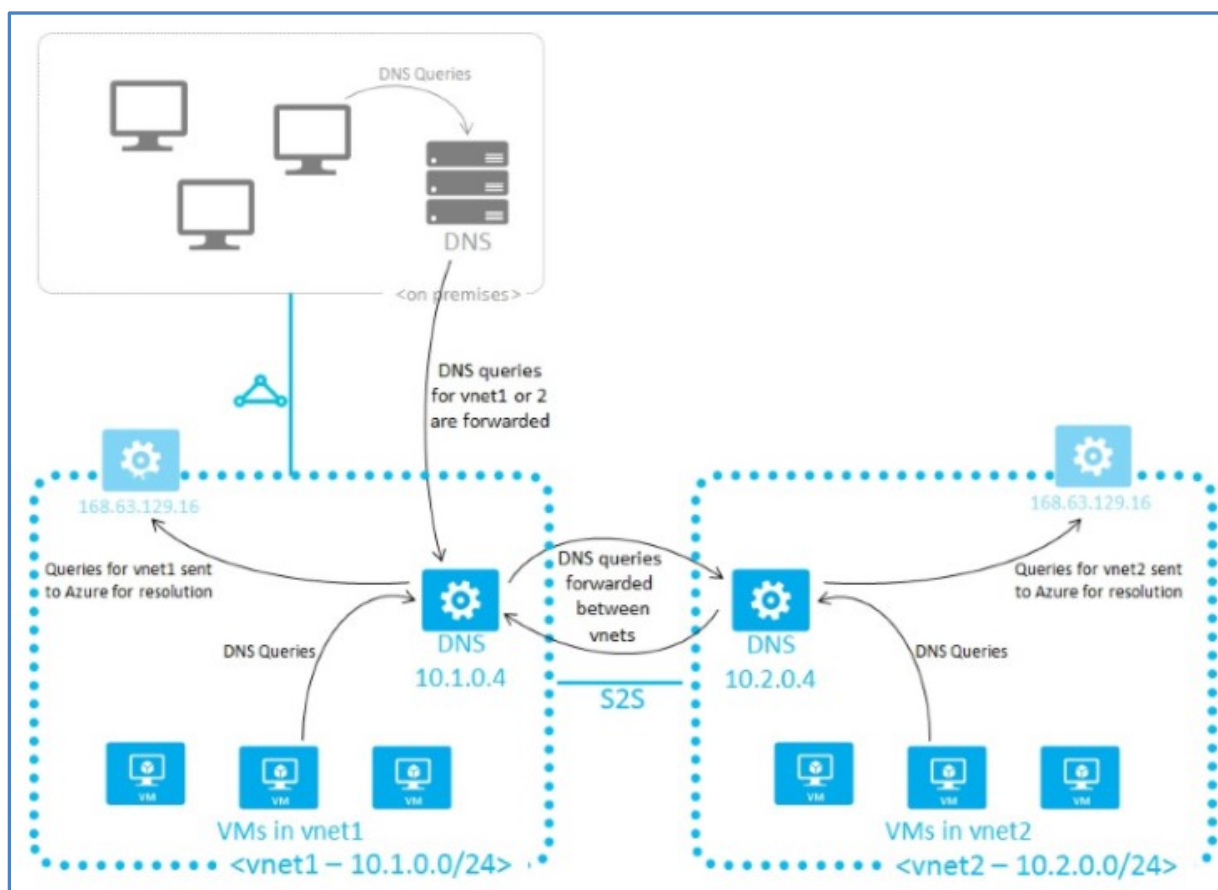 DNS Queries
DNS
<on premises>
DNS queries
for vnet1 or 2
are forwarded
168.63.129.16
168.63.129.16
Queries for vnet1 sent
to Azure for resolution
DNS queries
forwarded
between
vnets
Queries for vnet2 sent
to Azure for resolution
DNS Queries
DNS
10.1.0.4
DNS
10.2.0.4
DNS Queries
S2S
VM
VM
VM
VM
VM
VM
VMs in vnet1
<vnet1 – 10.1.0.0/24>
VMs in vnet2
<vnet2 – 10.2.0.0/24>